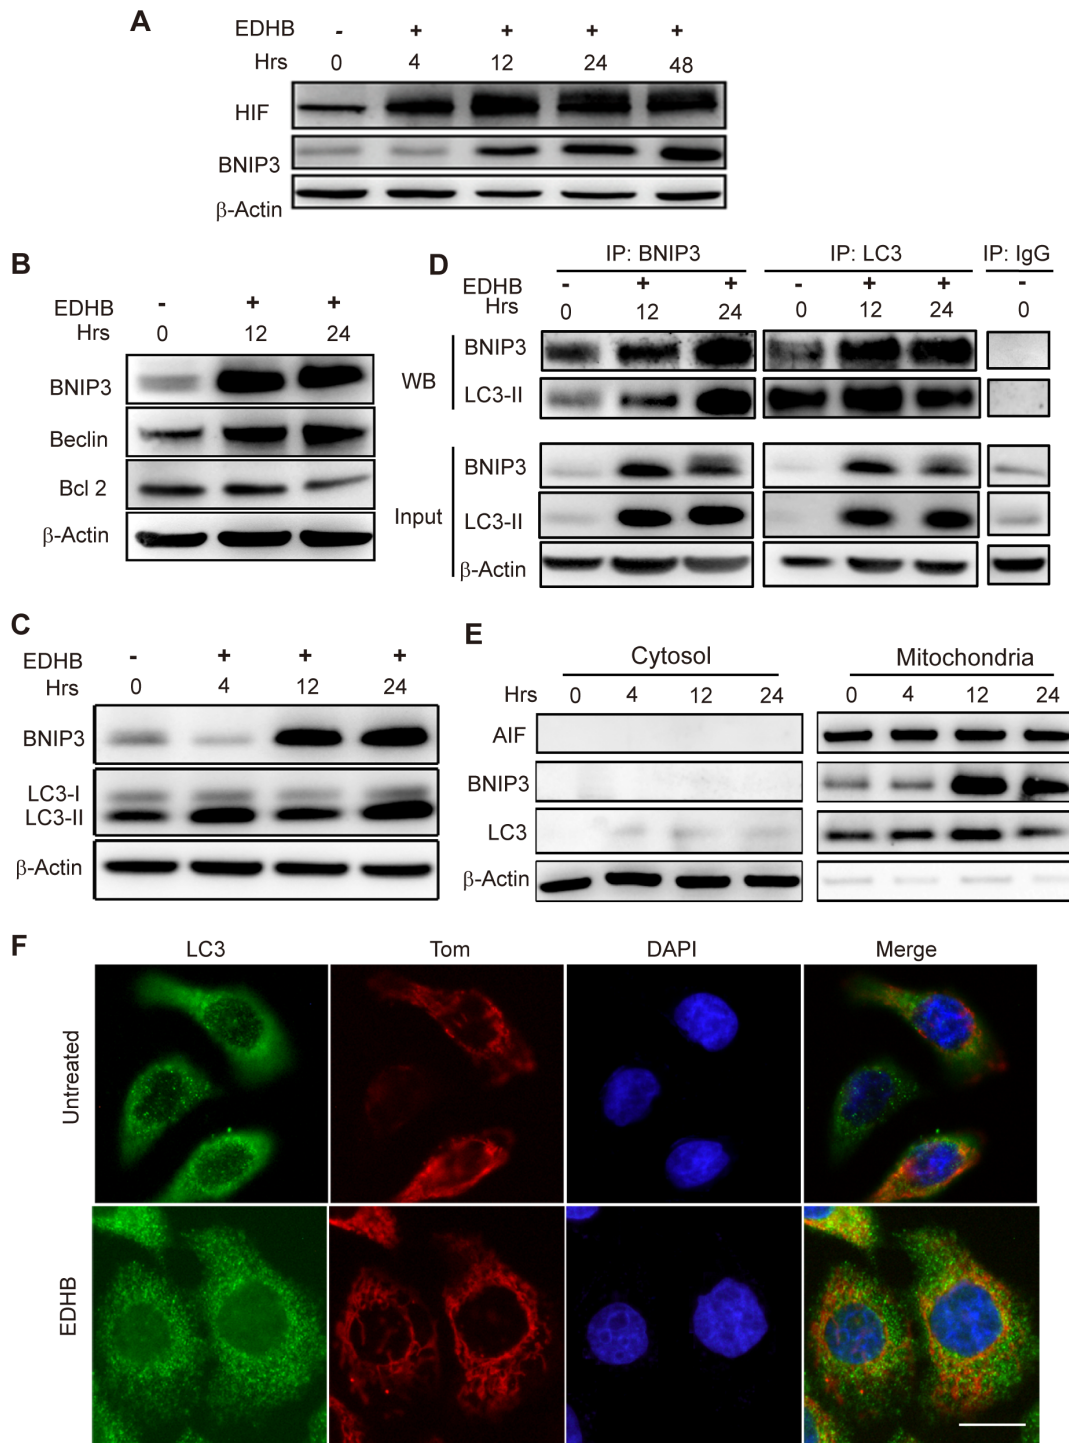 A
EDHB - + + + +
Hrs 0 4 12 24 48
HIF
BNIP3
β-Actin
B
EDHB - + +
Hrs 0 12 24
BNIP3
Beclin
Bcl 2
β-Actin
C
EDHB - + + +
Hrs 0 4 12 24
BNIP3
LC3-I
LC3-II
β-Actin
D
IP: BNIP3 IP: LC3 IP: IgG
EDHB - + + - + + -
Hrs 0 12 24 0 12 24 0
WB
BNIP3
LC3-II
Input
BNIP3
LC3-II
β-Actin
E
Cytosol Mitochondria
Hrs 0 4 12 24 0 4 12 24
AIF
BNIP3
LC3
β-Actin
F
LC3 Tom DAPI Merge
Untreated
EDHB